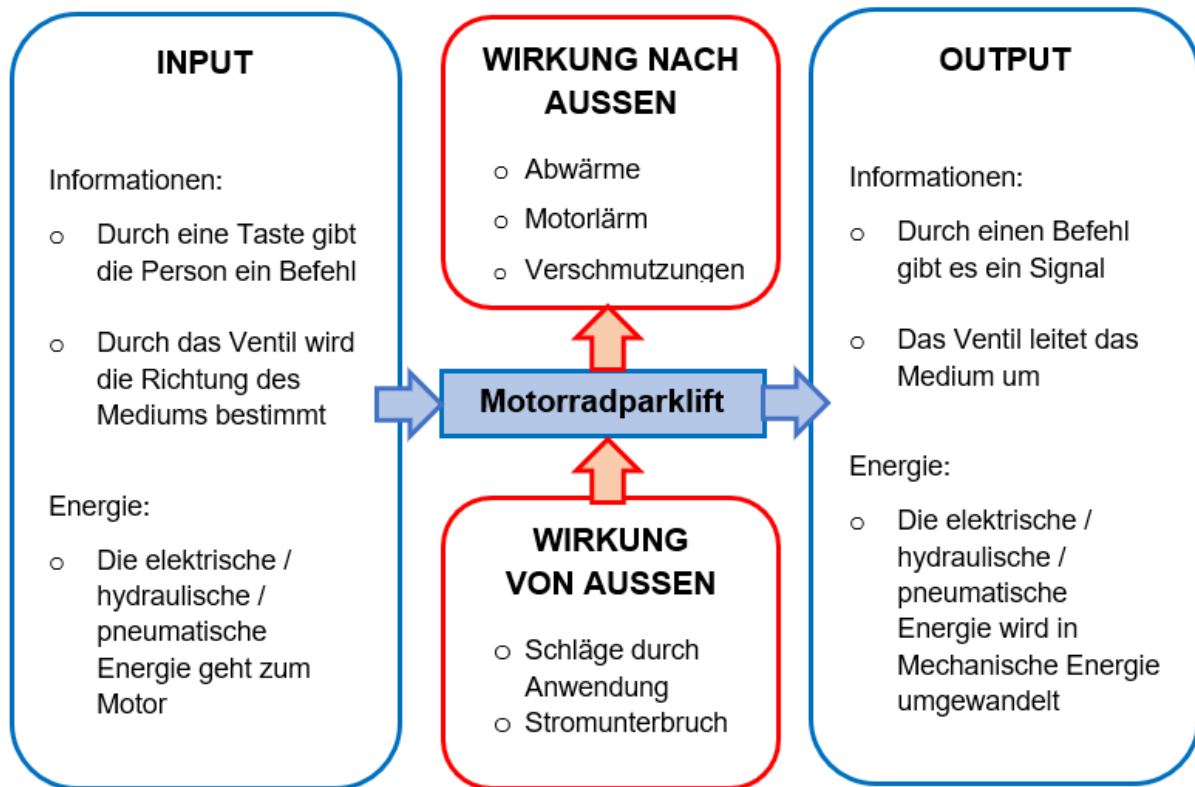 INPUT
Informationen:
o Durch eine Taste gibt
die Person ein Befehl
o Durch das Ventil wird
die Richtung des
Mediums bestimmt
Energie:
o Die elektrische /
hydraulische /
pneumatische
Energie geht zum
Motor
WIRKUNG NACH
AUSSEN
o Abwärme
o Motorlärm
o Verschmutzungen
Motorradparklift
WIRKUNG
VON AUSSEN
o Schläge durch
Anwendung
o Stromunterbruch
OUTPUT
Informationen:
o Durch einen Befehl
gibt es ein Signal
o Das Ventil leitet das
Medium um
Energie:
o Die elektrische /
hydraulische /
pneumatische
Energie wird in
Mechanische Energie
umgewandelt